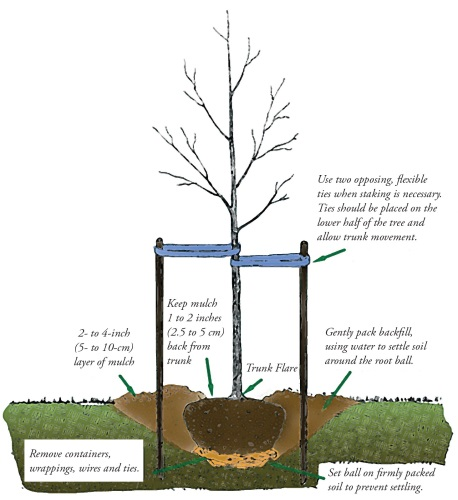 Use two opposing, flexible
ties when staking is necessary.
Ties should be placed on the
lower half of the tree and
allow trunk movement.
Keep mulch
1 to 2 inches
(2.5 to 5 cm)
back from
trunk
2- to 4-inch
(5- to 10-cm)
layer of mulch
Trunk Flare
Gently pack backfill,
using water to settle soil
around the root ball.
Remove containers,
wrappings, wires and ties.
Set ball on firmly packed
soil to prevent settling.